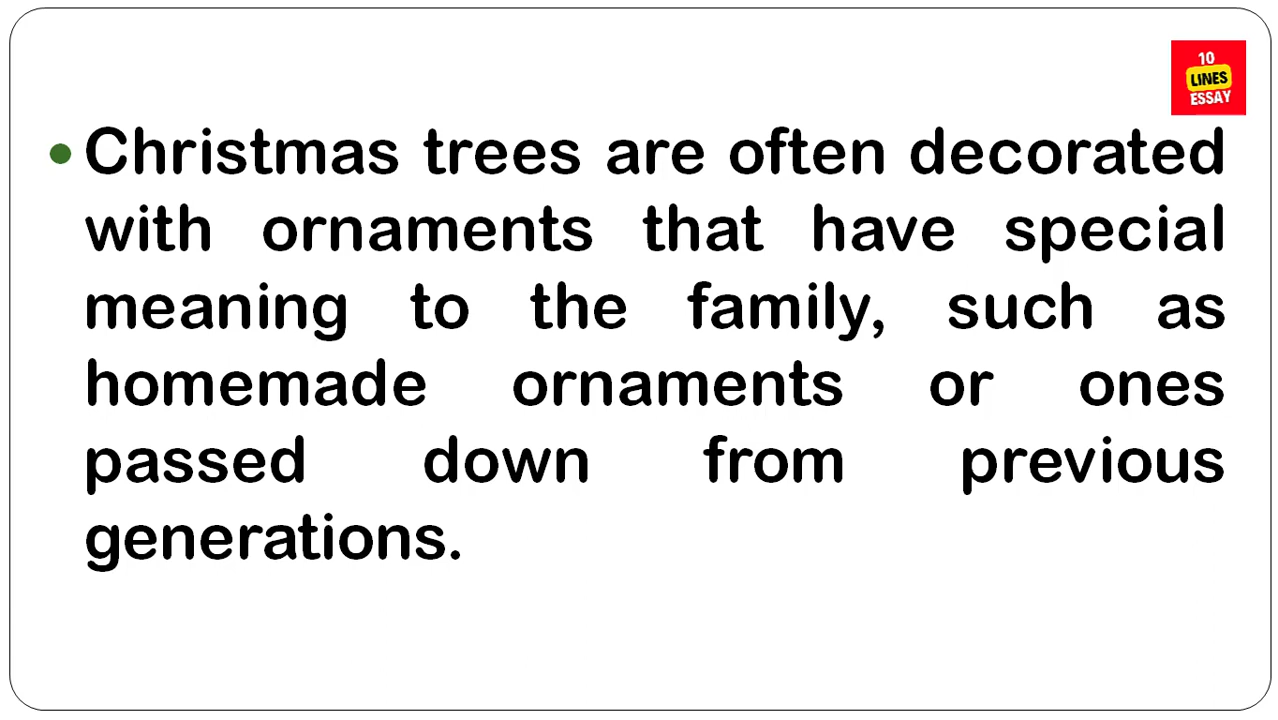 10
LINES
ESSAY
• Christmas trees are often decorated
with ornaments that have special
meaning to the family, such as
homemade ornaments or ones
passed down from previous
generations.